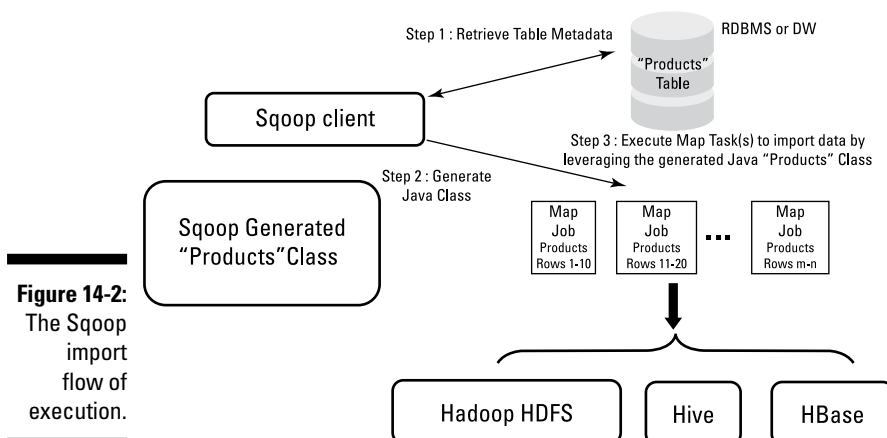 Step 1 : Retrieve Table Metadata
RDBMS or DW
“Products”
Table
Sqoop client
Step 3 : Execute Map Task(s) to import data by
leveraging the generated Java “Products” Class
Step 2 : Generate
Java Class
Sqoop Generated
“Products”Class
Map
Job
Products
Rows 1-10
Map
Job
Products
Rows 11-20
Map
Job
Products
Rows m-n
Figure 14-2:
The Sqoop
import
flow of
execution.
Hadoop HDFS
Hive
HBase